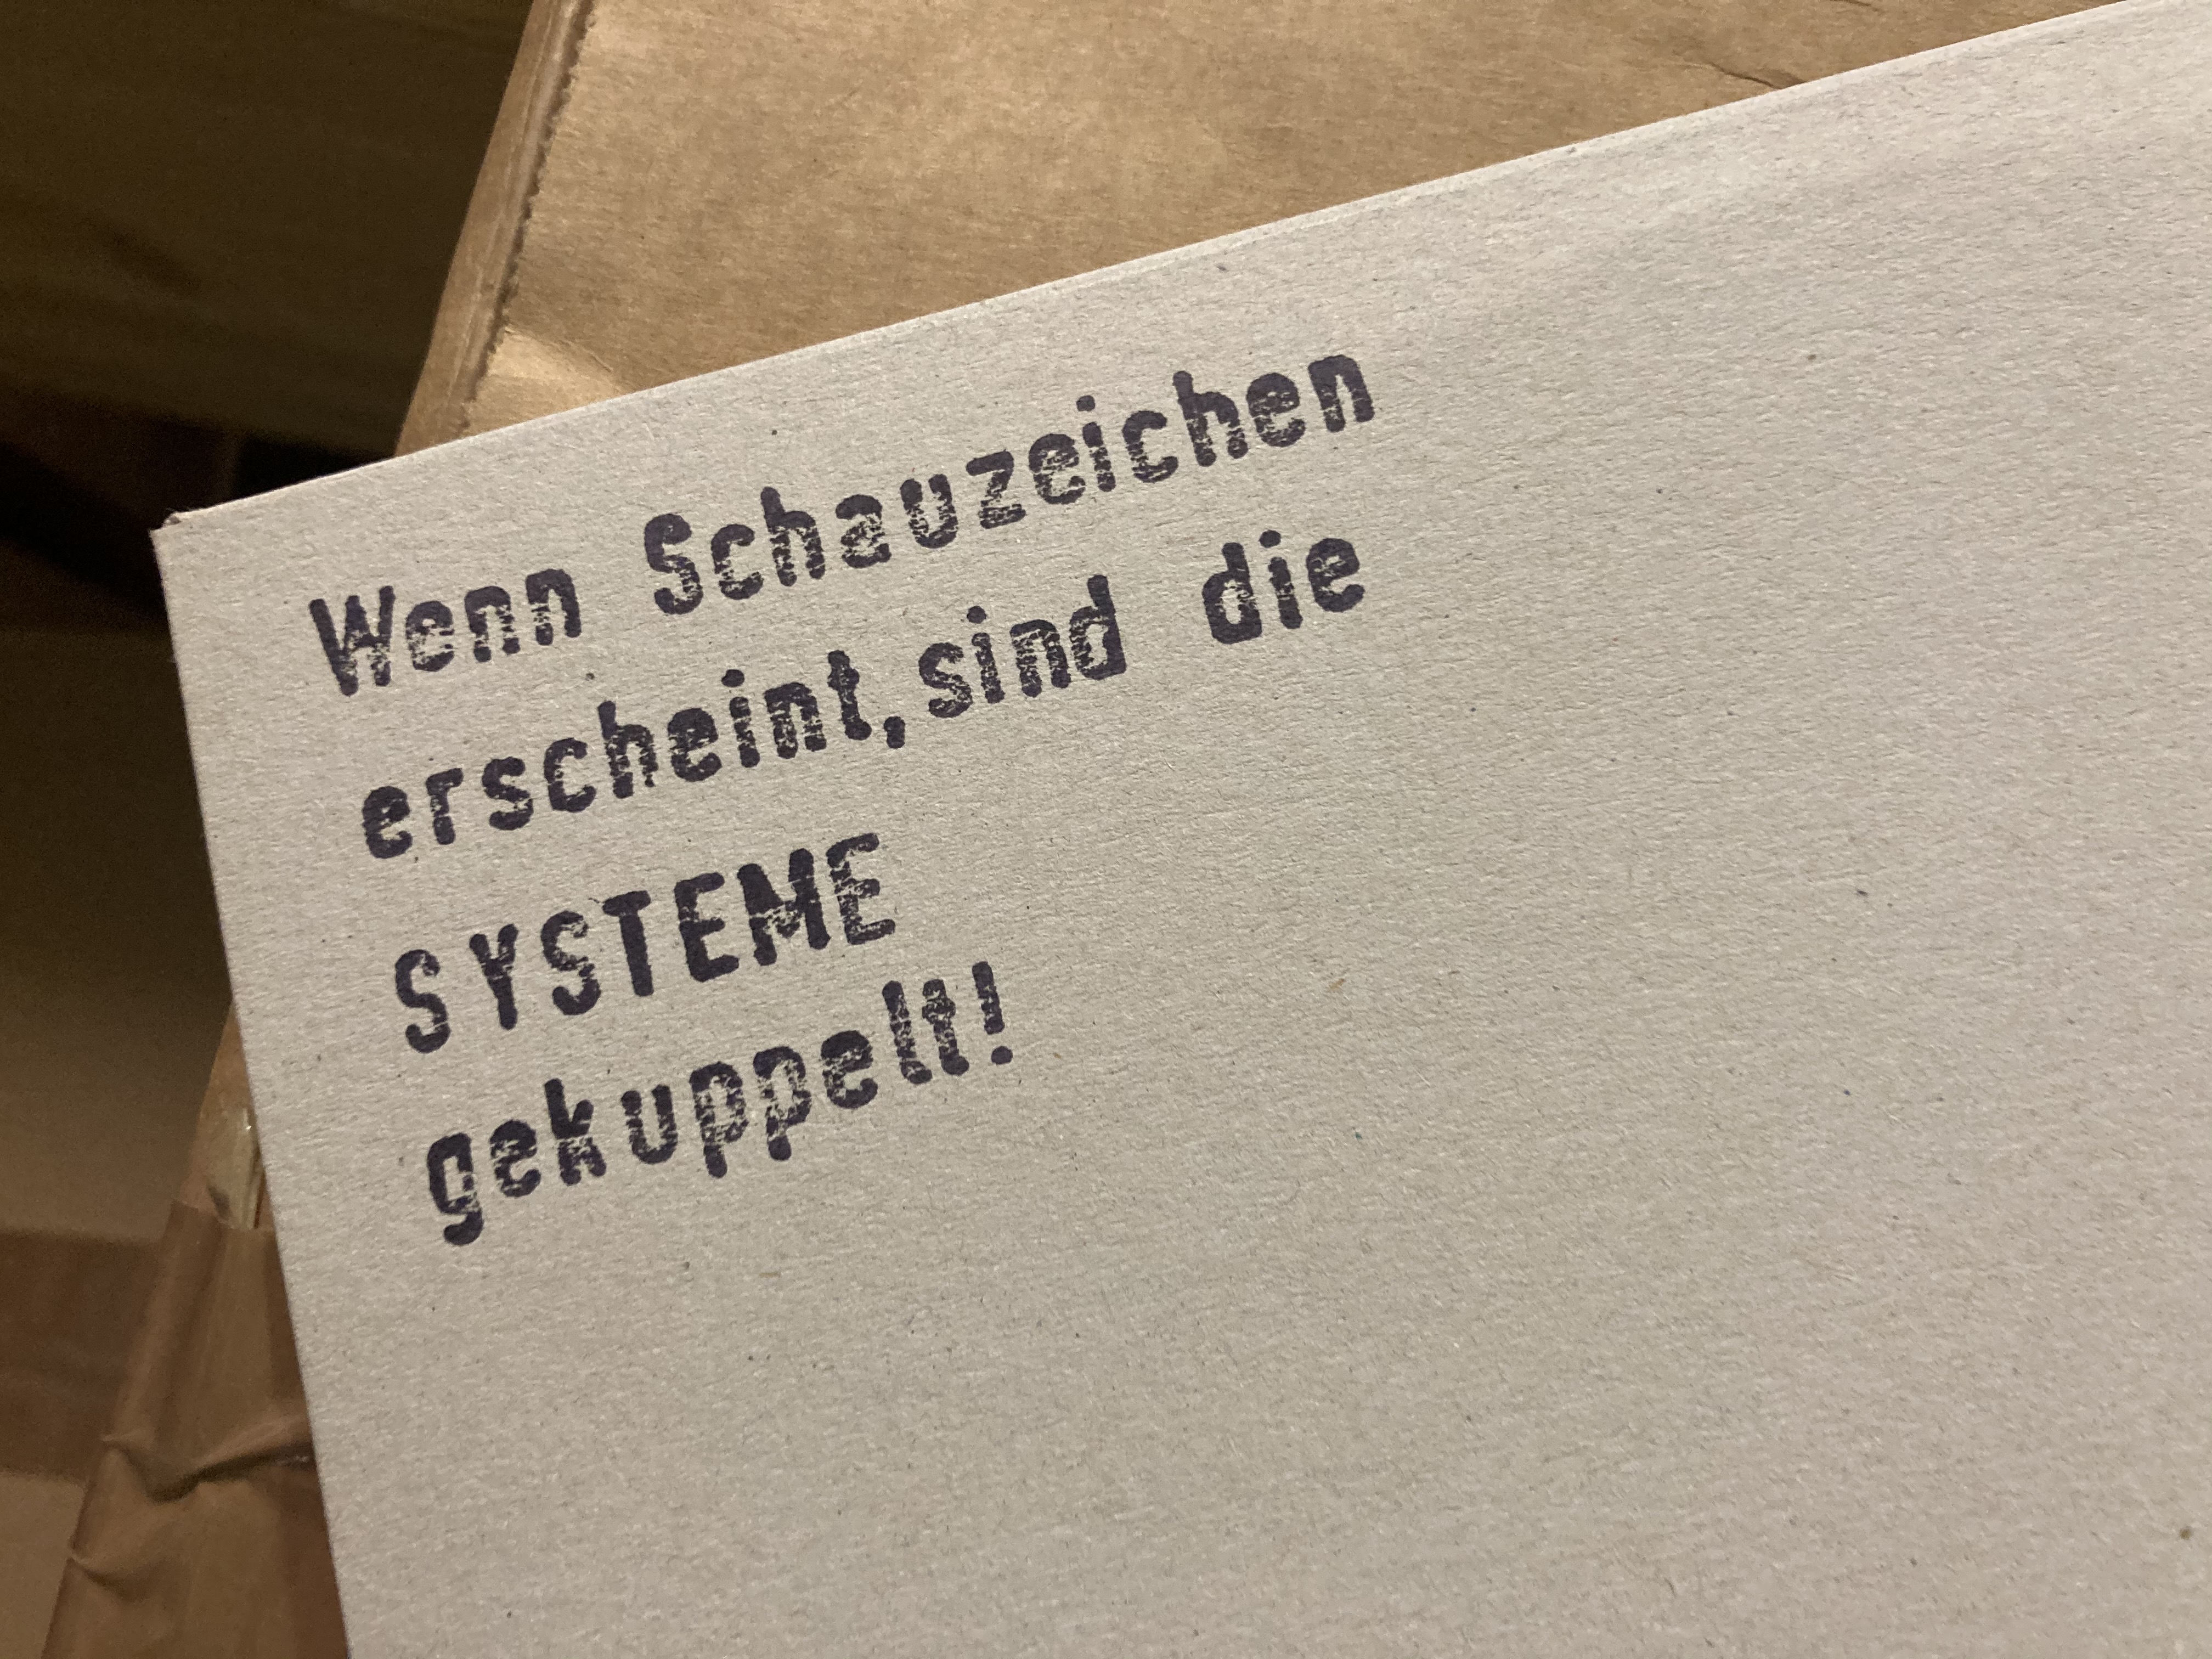 Wenn Schauzeichen
erscheint, sind die
SYSTEME
gekuppelt!